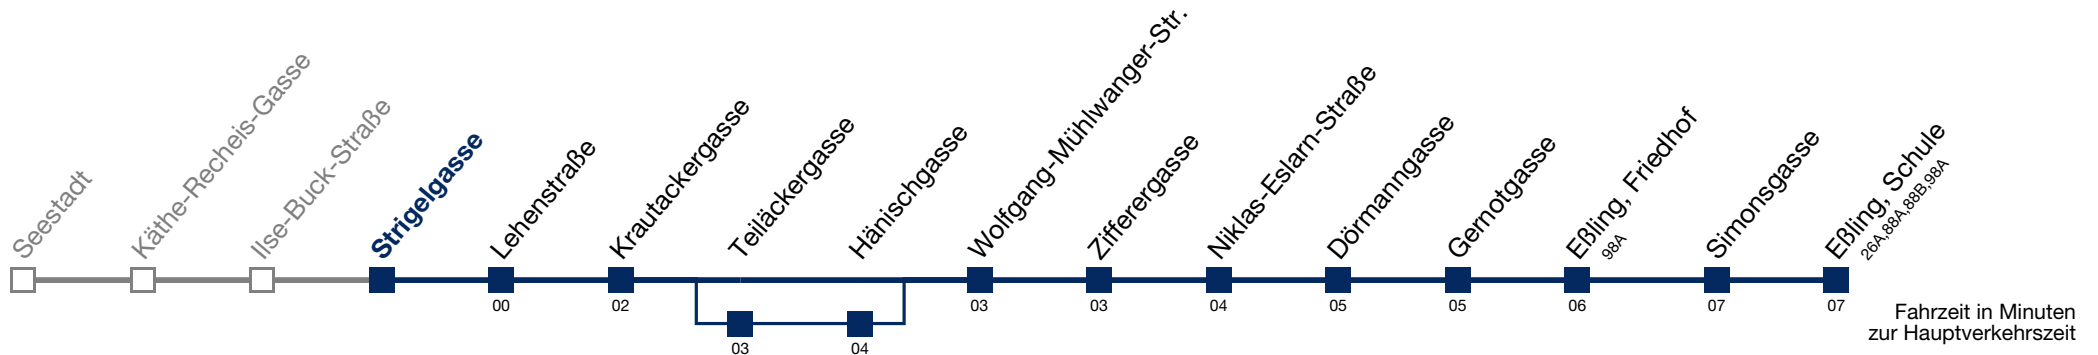 Seestadt
Käthe-Recheis-Gasse
Ilse-Buck-Straße
Strigelgasse
Lehenstraße
Krautackergasse
Teiläckergasse
Hänischgasse
Wolfgang-Mühlwanger-Str.
Ziffererergasse
Niklas-Eslarn-Straße
Dörmanngasse
Gernotgasse
Eßling, Friedhof
98A
Simonsgasse
Eßling, Schule
26A,88A,88B,98A
00
02
03
04
03
03
04
05
05
06
07
07
Fahrzeit in Minuten
zur Hauptverkehrszeit